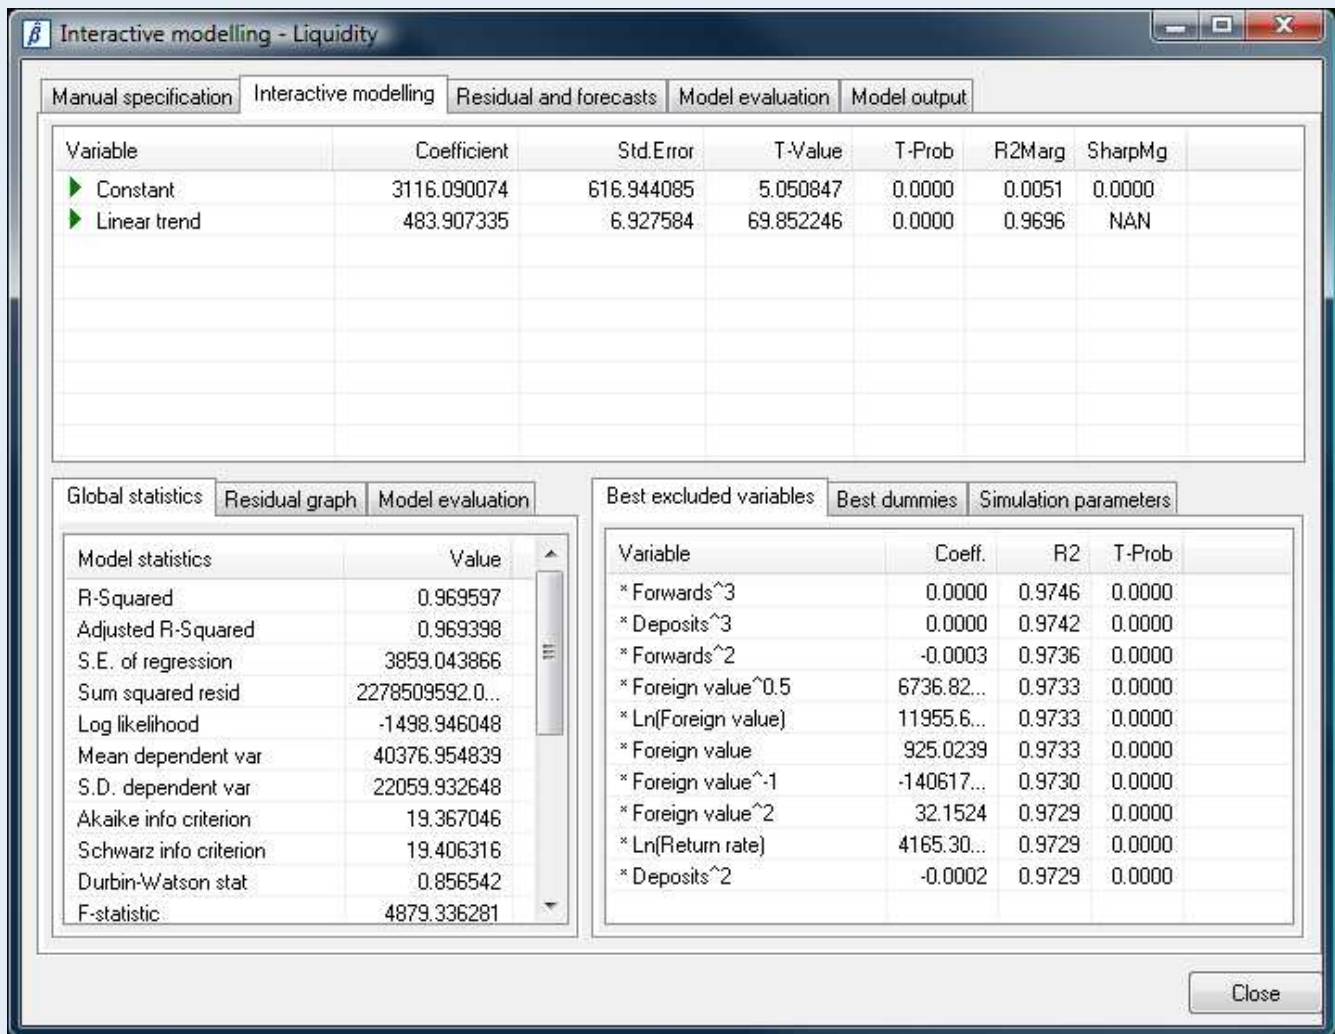 β̂ Interactive modelling - Liquidity
Manual specification Interactive modelling Residual and forecasts Model evaluation Model output
Variable Coefficient Std.Error T-Value T-Prob R2Marg SharpMg
Constant 3116.090074 616.944085 5.050847 0.0000 0.0051 0.0000
Linear trend 483.907335 6.927584 69.852246 0.0000 0.9696 NAN
Global statistics Residual graph Model evaluation
Model statistics Value
R-Squared 0.969597
Adjusted R-Squared 0.969398
S.E. of regression 3859.043866
Sum squared resid 2278509592.0...
Log likelihood -1498.946048
Mean dependent var 40376.954839
S.D. dependent var 22059.932648
Akaike info criterion 19.367046
Schwarz info criterion 19.406316
Durbin-Watson stat 0.856542
F-statistic 4879.336281
Best excluded variables Best dummies Simulation parameters
Variable Coeff. R2 T-Prob
* Forwards^3 0.0000 0.9746 0.0000
* Deposits^3 0.0000 0.9742 0.0000
* Forwards^2 -0.0003 0.9736 0.0000
* Foreign value^0.5 6736.82... 0.9733 0.0000
* Ln(Foreign value) 11955.6... 0.9733 0.0000
* Foreign value 925.0239 0.9733 0.0000
* Foreign value^-1 -140617... 0.9730 0.0000
* Foreign value^2 32.1524 0.9729 0.0000
* Ln(Return rate) 4165.30... 0.9729 0.0000
* Deposits^2 -0.0002 0.9729 0.0000
Close